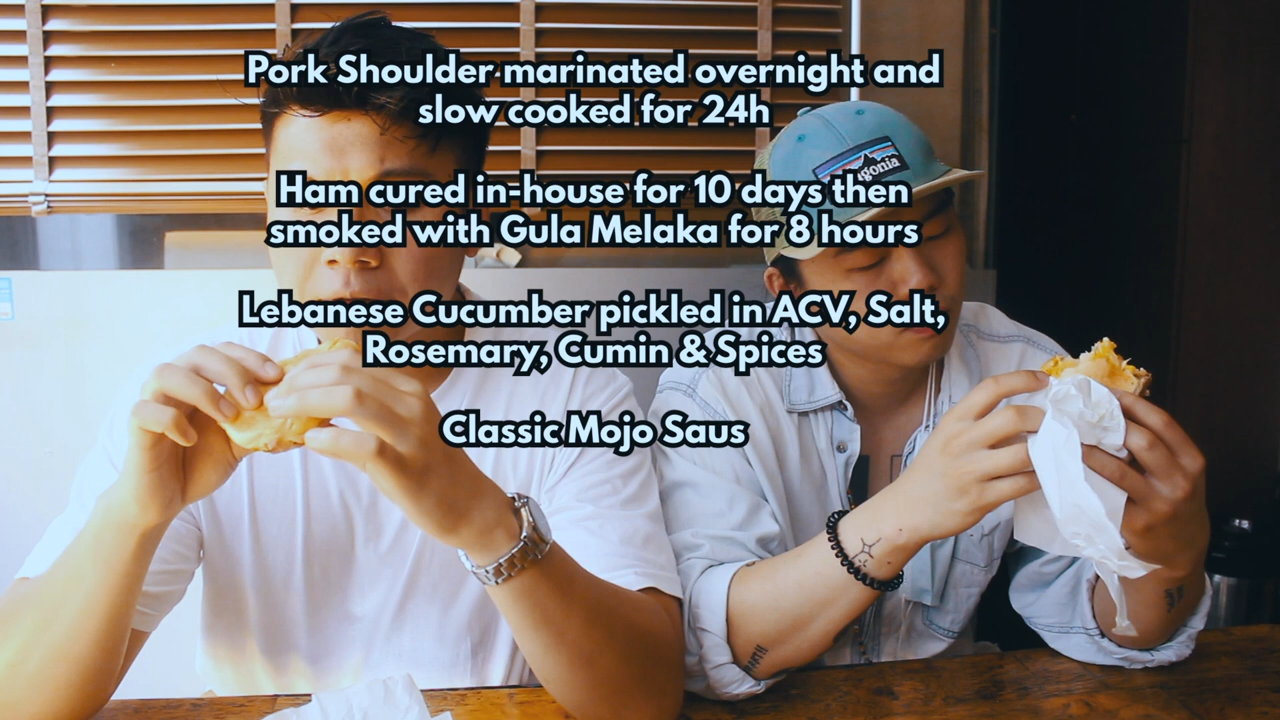 Pork Shoulder marinated overnight and
slow cooked for 24h
Ham cured in-house for 10 days then
smoked with Gula Melaka for 8 hours
Lebanese Cucumber pickled in ACV, Salt,
Rosemary, Cumin & Spices
Classic Mojo Saus